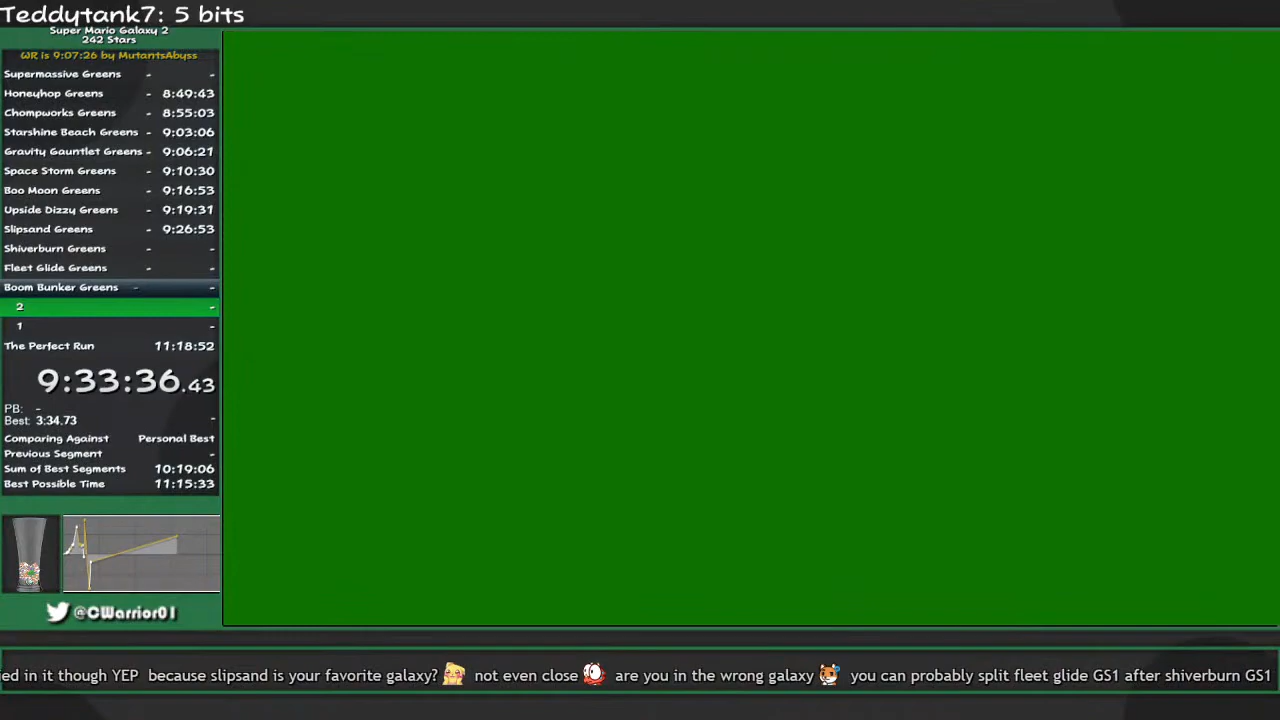 Teddytank7: 5 bits
Super Mario Galaxy 2
242 Stars
WR is 9:07:26 by MutantsAbyss
Supermassive Greens - -
Honeyhop Greens - 8:49:43
Chompworks Greens - 8:55:03
Starshine Beach Greens - 9:03:06
Gravity Gauntlet Greens - 9:06:21
Space Storm Greens - 9:10:30
Boo Moon Greens - 9:16:53
Upside Dizzy Greens - 9:19:31
Slipsand Greens - 9:26:53
Shiverburn Greens - -
Fleet Glide Greens - -
Boom Bunker Greens - -
2 -
1 -
The Perfect Run 11:18:52
9:33:36.43
PB: -
Best: 3:34.73 -
Comparing Against Personal Best
Previous Segment -
Sum of Best Segments 10:19:06
Best Possible Time 11:15:33
@CWarrior01
ied in it though YEP because slipsand is your favorite galaxy? not even close are you in the wrong galaxy you can probably split fleet glide GS1 after shiverburn GS1